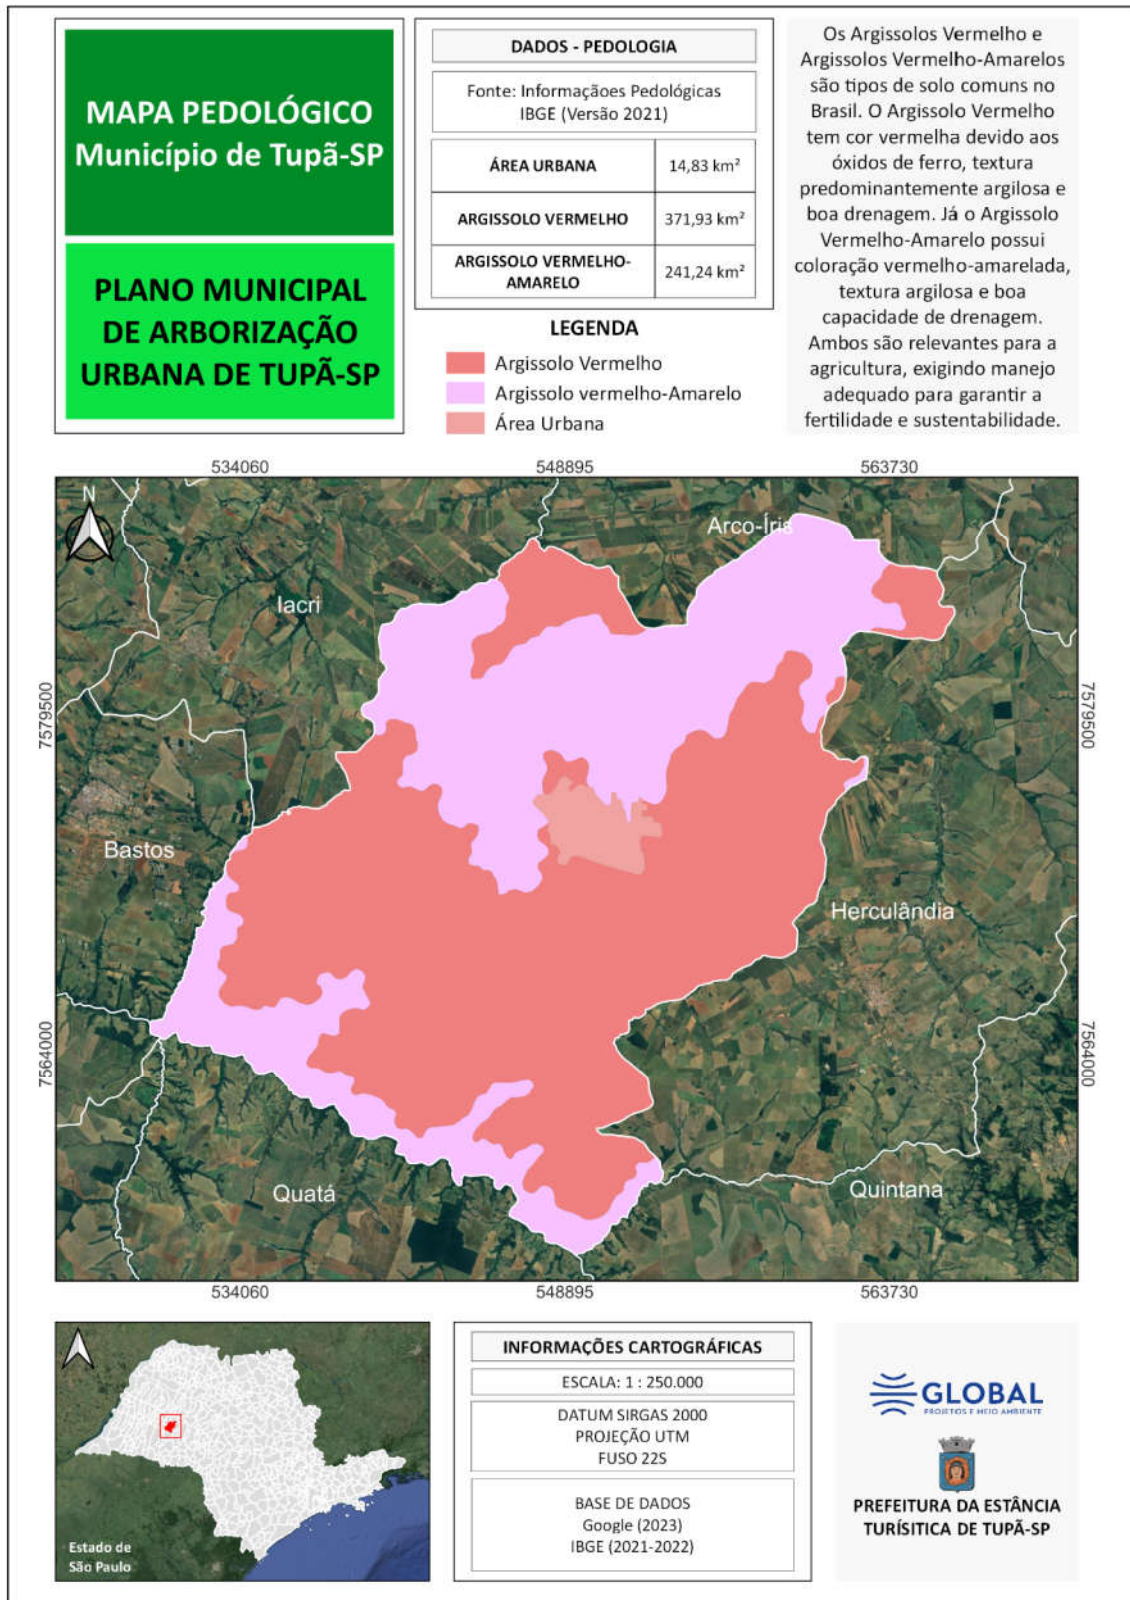 MAPA PEDOLÓGICO
Município de Tupã-SP
PLANO MUNICIPAL
DE ARBORIZAÇÃO
URBANA DE TUPÃ-SP
DADOS - PEDOLOGIA
Fonte: Informaçãoes Pedológicas
IBGE (Versão 2021)
ÁREA URBANA 14,83 km²
ARGISSOLO VERMELHO 371,93 km²
ARGISSOLO VERMELHO-
AMARELO 241,24 km²
LEGENDA
Argissolo Vermelho
Argissolo vermelho-Amarelo
Área Urbana
Os Argissolos Vermelho e
Argissolos Vermelho-Amarelos
são tipos de solo comuns no
Brasil. O Argissolo Vermelho
tem cor vermelha devido aos
óxidos de ferro, textura
predominantemente argilosa e
boa drenagem. Já o Argissolo
Vermelho-Amarelo possui
coloração vermelho-amarelada,
textura argilosa e boa
capacidade de drenagem.
Ambos são relevantes para a
agricultura, exigindo manejo
adequado para garantir a
fertilidade e sustentabilidade.
534060 548895 563730
N
Arco-Íris
Iacri
7579500 7579500
Bastos
Herculândia
7564000 7564000
Quatá
Quintana
534060 548895 563730
Estado de
São Paulo
INFORMAÇÕES CARTOGRÁFICAS
ESCALA: 1 : 250.000
DATUM SIRGAS 2000
PROJEÇÃO UTM
FUSO 22S
BASE DE DADOS
Google (2023)
IBGE (2021-2022)
GLOBAL
PROJETOS E MEIO AMBIENTE
PREFEITURA DA ESTÂNCIA
TURÍSITICA DE TUPÃ-SP